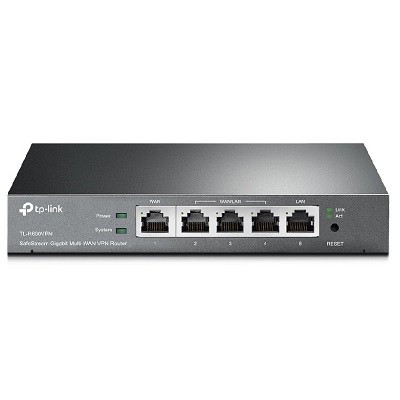 tp-link
TL-R600VPN
SafeStream Gigabit Multi-WAN VPN Router
Power
System
WAN
WAN/LAN
LAN
1 2 3 4 5
Link
Act
RESET